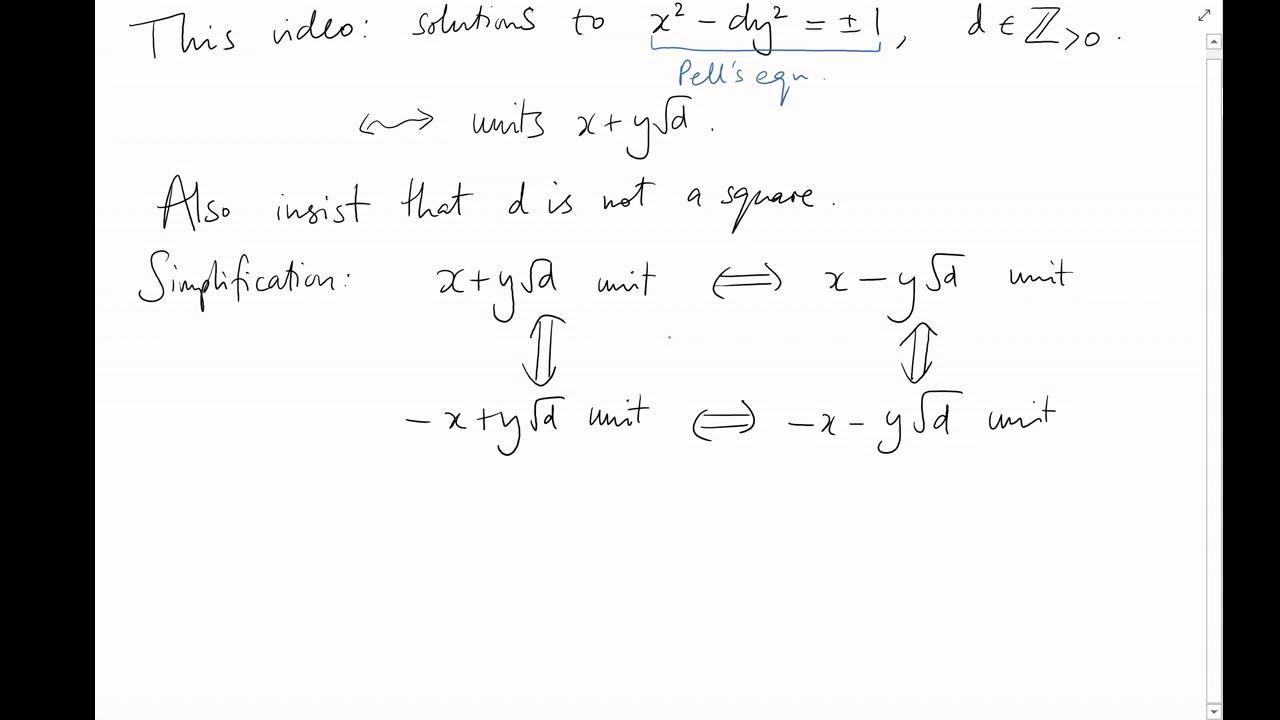 This video: solutions to x² - dy² = ±1, d ∈ ℤ>0.
Pell's eqn.
↭ units x+y√d.
Also insist that d is not a square.
Simplification: x+y√d unit ⟺ x-y√d unit
⇕ ⇕
-x+y√d unit ⟺ -x-y√d unit